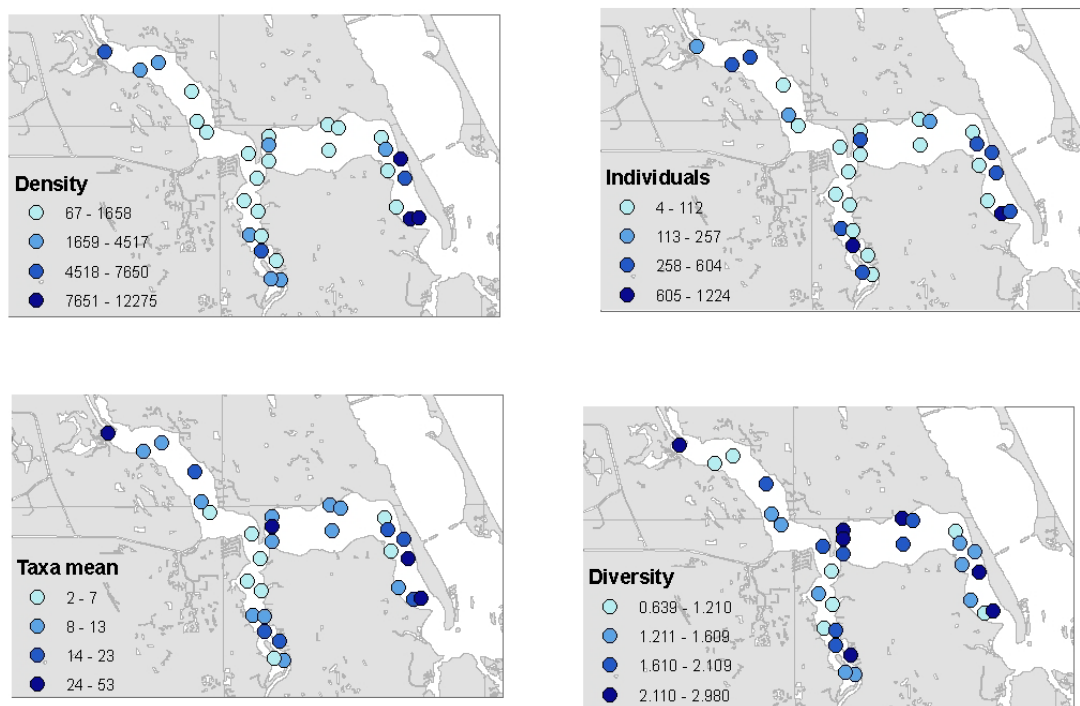 Density
67 - 1658
1659 - 4517
4518 - 7650
7651 - 12275
Individuals
4 - 112
113 - 257
258 - 604
605 - 1224
Taxa mean
2 - 7
8 - 13
14 - 23
24 - 53
Diversity
0.639 - 1.210
1.211 - 1.609
1.610 - 2.109
2.110 - 2.980